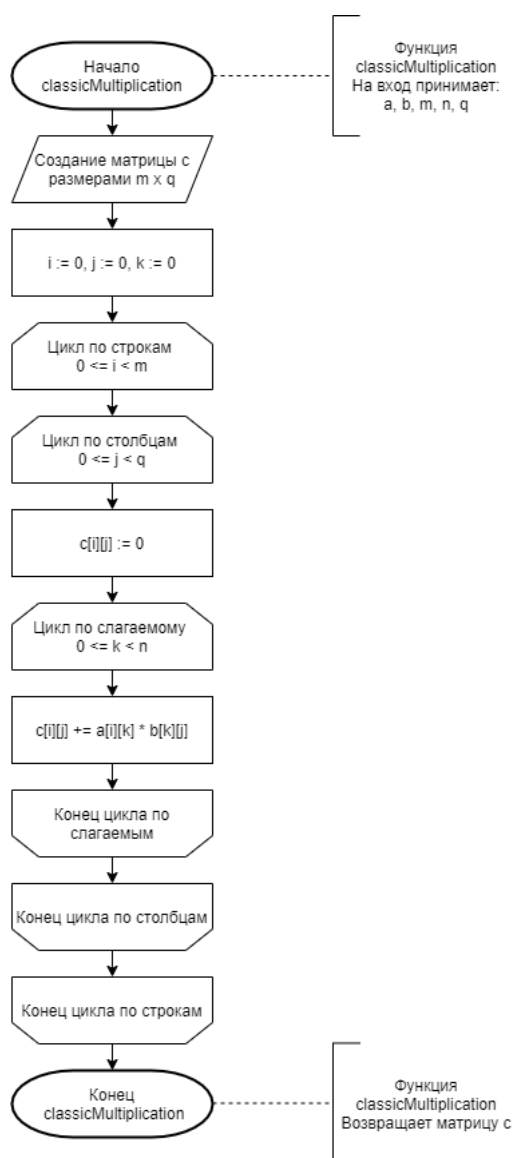 Начало
classicMultiplication
Функция
classicMultiplication
На вход принимает:
a, b, m, n, q
Создание матрицы с
размерами m x q
i := 0, j := 0, k := 0
Цикл по строкам
0 <= i < m
Цикл по столбцам
0 <= j < q
c[i][j] := 0
Цикл по слагаемому
0 <= k < n
c[i][j] += a[i][k] * b[k][j]
Конец цикла по
слагаемым
Конец цикла по столбцам
Конец цикла по строкам
Конец
classicMultiplication
Функция
classicMultiplication
Возвращает матрицу c